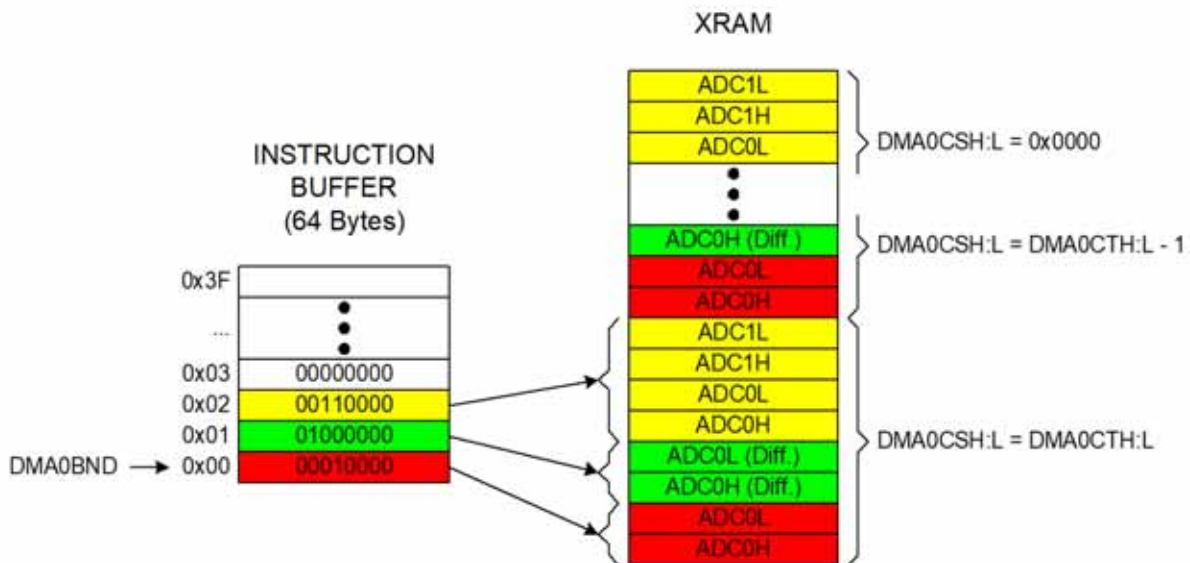 XRAM
ADC1L
ADC1H
ADC0L
DMA0CSH:L = 0x0000
ADC0H (Diff.)
DMA0CSH:L = DMA0CTH:L - 1
ADC0L
ADC0H
INSTRUCTION
BUFFER
(64 Bytes)
0x3F
...
0x03 00000000
0x02 00110000
0x01 01000000
DMA0BND 0x00 00010000
ADC1L
ADC1H
ADC0L
ADC0H
DMA0CSH:L = DMA0CTH:L
ADC0L (Diff.)
ADC0H (Diff.)
ADC0L
ADC0H